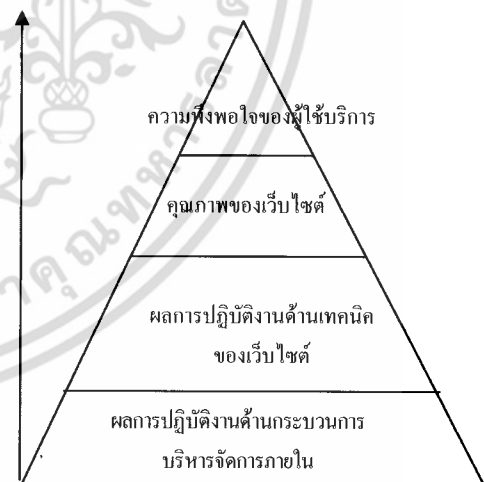 ความพึงพอใจของผู้ใช้บริการ
คุณภาพของเว็บไซต์
ผลการปฏิบัติงานด้านเทคนิค
ของเว็บไซต์
ผลการปฏิบัติงานด้านกระบวนการ
บริหารจัดการภายใน